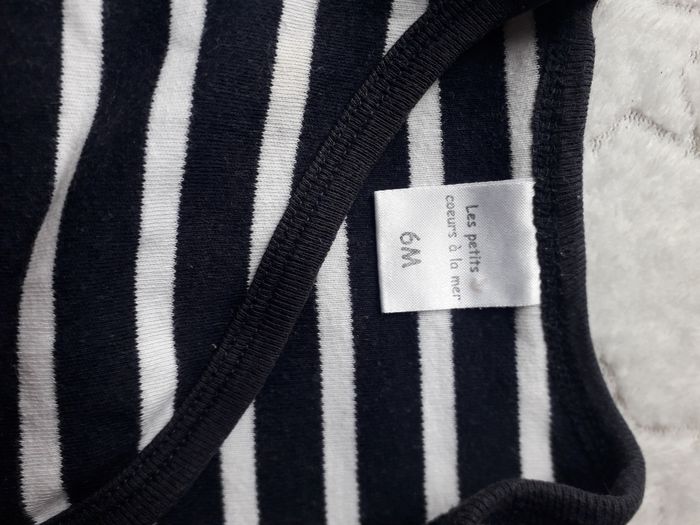 Les petits
coeurs à la mer
6M